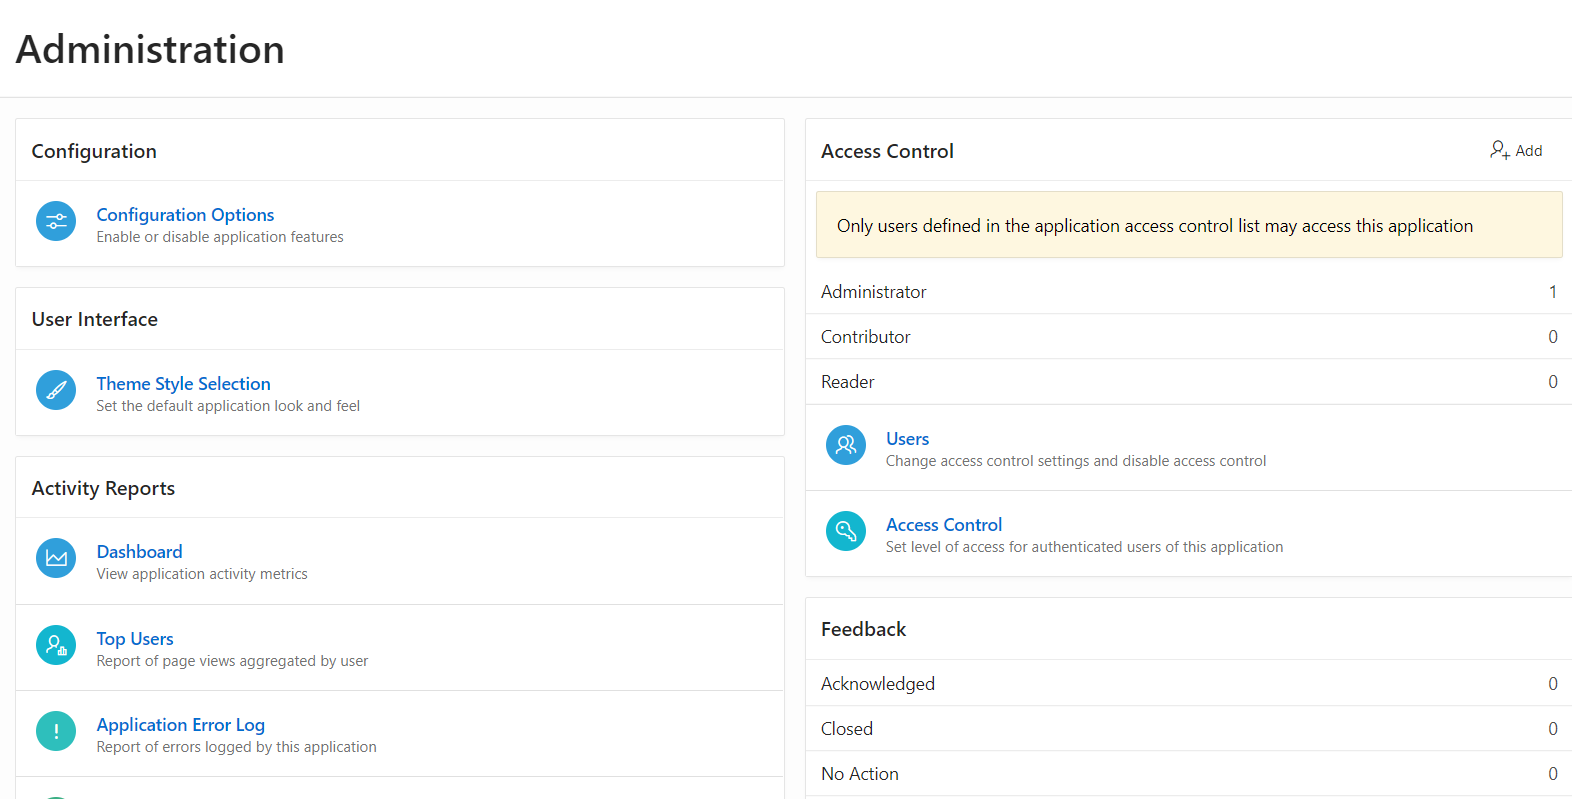 Administration
Configuration
Configuration Options
Enable or disable application features
User Interface
Theme Style Selection
Set the default application look and feel
Activity Reports
Dashboard
View application activity metrics
Top Users
Report of page views aggregated by user
Application Error Log
Report of errors logged by this application
Access Control
Add
Only users defined in the application access control list may access this application
Administrator 1
Contributor 0
Reader 0
Users
Change access control settings and disable access control
Access Control
Set level of access for authenticated users of this application
Feedback
Acknowledged 0
Closed 0
No Action 0